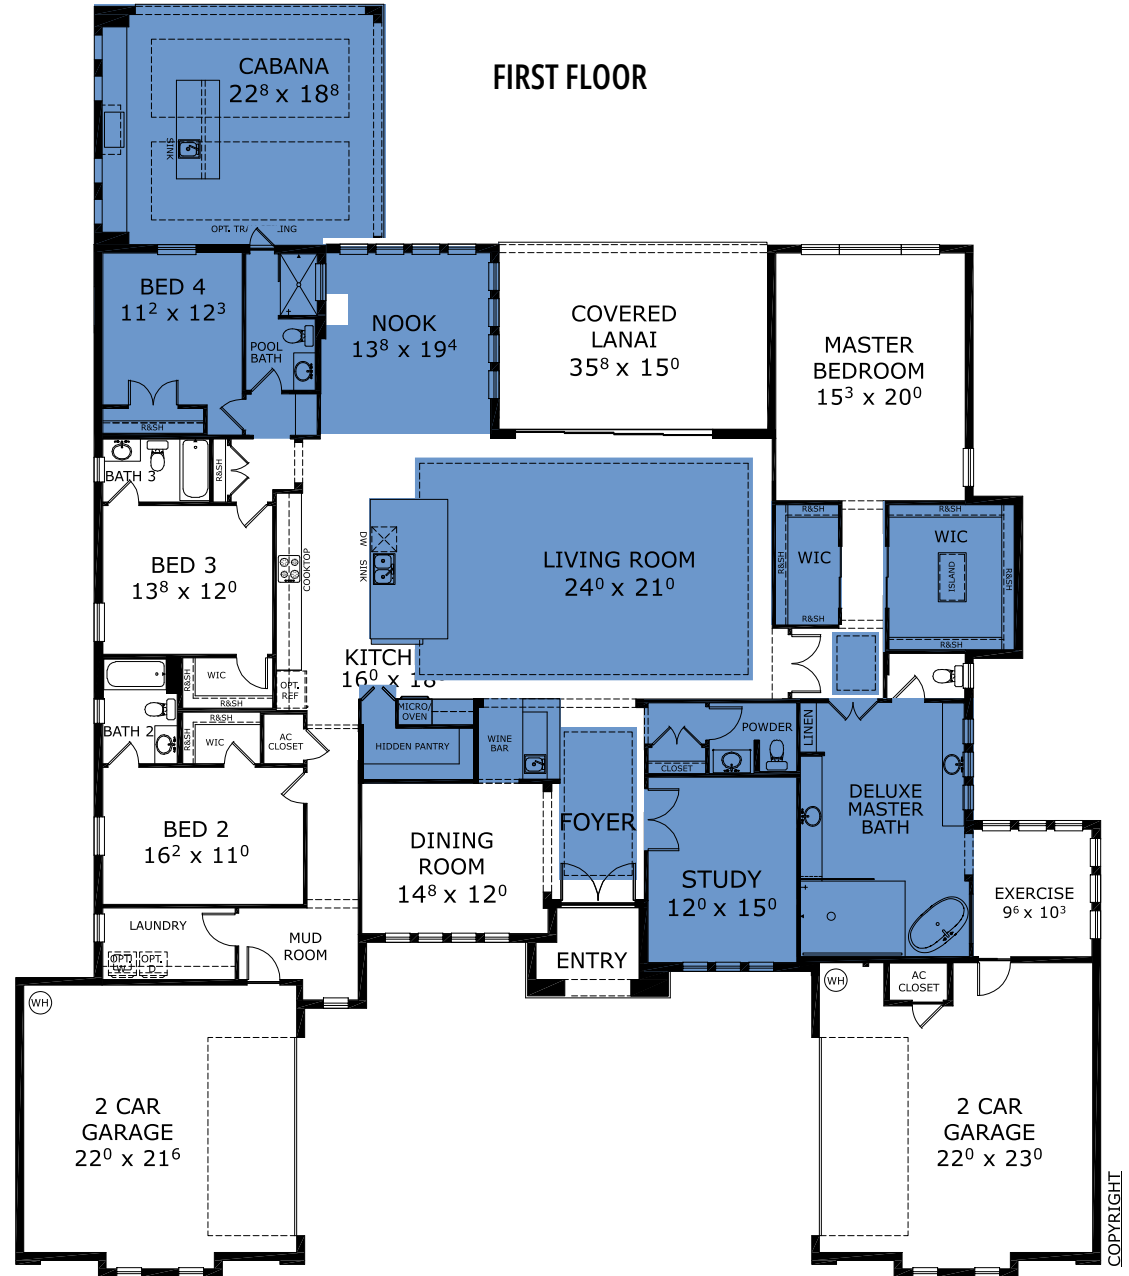 FIRST FLOOR
CABANA
22⁸ x 18⁸
SINK
BED 4
11² x 12³
POOL
BATH
R&SH
NOOK
13⁸ x 19⁴
COVERED
LANAI
35⁸ x 15⁰
MASTER
BEDROOM
15³ x 20⁰
BATH 3
R&SH
BED 3
13⁸ x 12⁰
COOKTOP
DW
SINK
LIVING ROOM
24⁰ x 21⁰
R&SH
R&SH
WIC
R&SH
R&SH
WIC
ISLAND
R&SH
R&SH
KITCH
16⁰ x 18
R&SH
WIC
R&SH
OPT.
REF
BATH 2
R&SH
R&SH
WIC
AC
CLOSET
MICRO/
OVEN
HIDDEN PANTRY
WINE
BAR
POWDER
CLOSET
LINEN
DELUXE
MASTER
BATH
BED 2
16² x 11⁰
DINING
ROOM
14⁸ x 12⁰
FOYER
STUDY
12⁰ x 15⁰
EXERCISE
9⁶ x 10³
LAUNDRY
OPT.
W
OPT.
D
MUD
ROOM
ENTRY
WH
WH
AC
CLOSET
2 CAR
GARAGE
22⁰ x 21⁶
2 CAR
GARAGE
22⁰ x 23⁰
COPYRIGHT